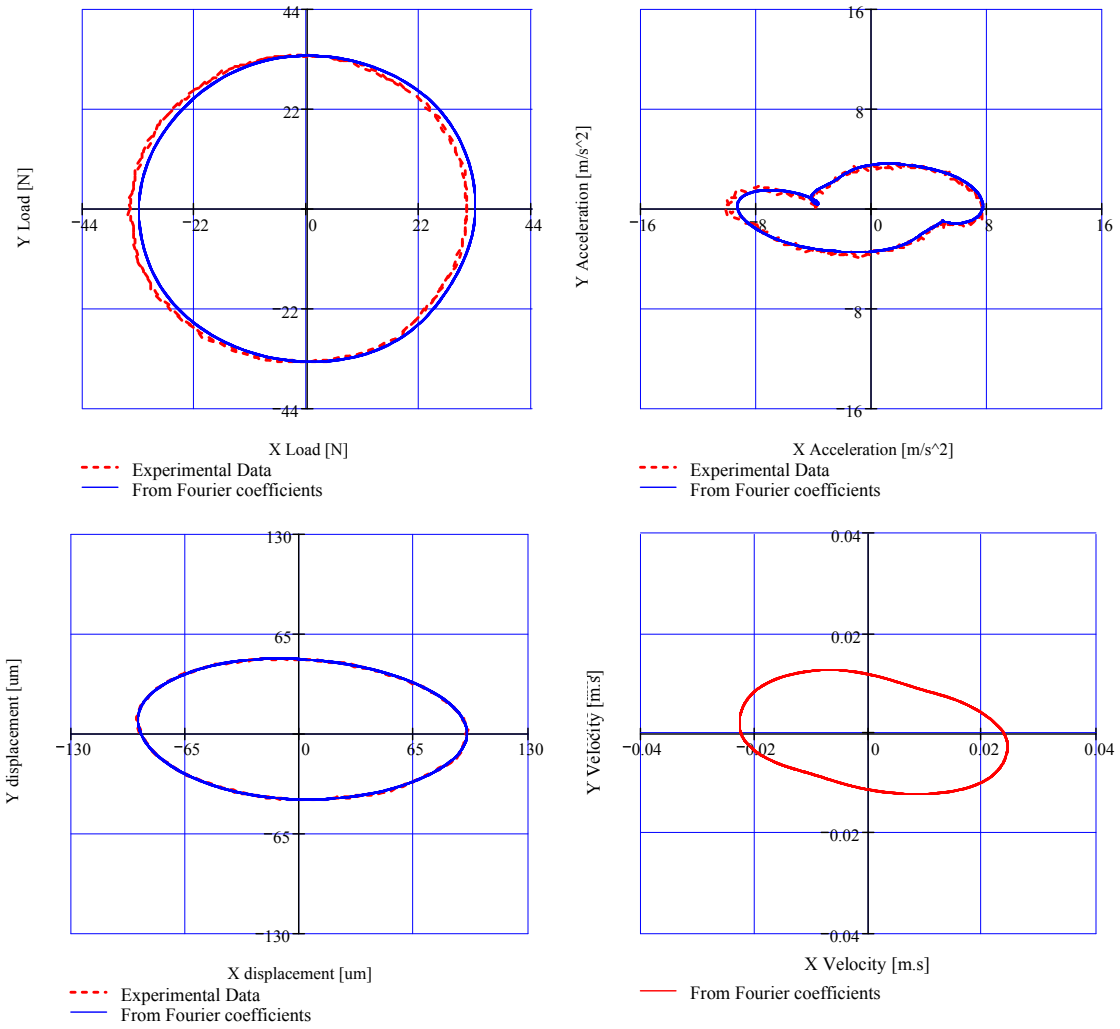 44
22
−44
−22
0
22
44
−22
−44
Y Load [N]
X Load [N]
Experimental Data
From Fourier coefficients
16
8
−16
−8
0
8
16
−8
−16
Y Acceleration [m/s^2]
X Acceleration [m/s^2]
Experimental Data
From Fourier coefficients
130
65
−130
−65
0
65
130
−65
−130
Y displacement [um]
X displacement [um]
Experimental Data
From Fourier coefficients
0.04
0.02
−0.04
−0.02
0
0.02
0.04
−0.02
−0.04
Y Velocity [m.s]
X Velocity [m.s]
From Fourier coefficients